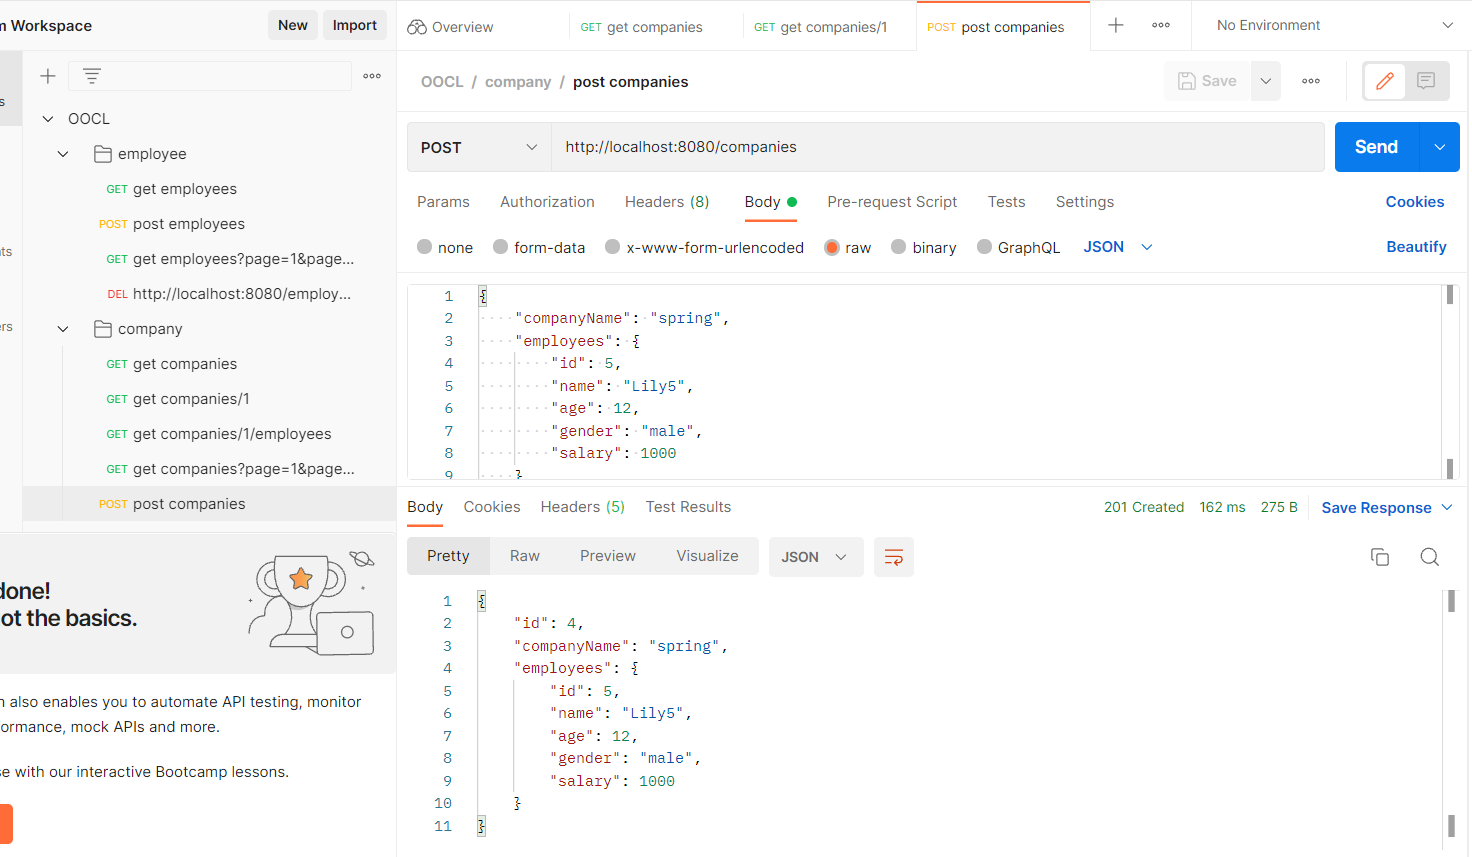 m Workspace
New
Import
Overview
GET get companies
GET get companies/1
POST post companies
No Environment
OOCL
employee
GET get employees
POST post employees
GET get employees?page=1&page...
DEL http://localhost:8080/employ...
company
GET get companies
GET get companies/1
GET get companies/1/employees
GET get companies?page=1&page...
POST post companies
s
nts
ers
done!
ot the basics.
n also enables you to automate API testing, monitor
ormance, mock APIs and more.
se with our interactive Bootcamp lessons.
OOCL / company / post companies
Save
POST
http://localhost:8080/companies
Send
Params
Authorization
Headers (8)
Body
Pre-request Script
Tests
Settings
Cookies
none
form-data
x-www-form-urlencoded
raw
binary
GraphQL
JSON
Beautify
1 {
2 "companyName": "spring",
3 "employees": {
4 "id": 5,
5 "name": "Lily5",
6 "age": 12,
7 "gender": "male",
8 "salary": 1000
9 }
Body
Cookies
Headers (5)
Test Results
201 Created
162 ms
275 B
Save Response
Pretty
Raw
Preview
Visualize
JSON
1 {
2 "id": 4,
3 "companyName": "spring",
4 "employees": {
5 "id": 5,
6 "name": "Lily5",
7 "age": 12,
8 "gender": "male",
9 "salary": 1000
10 }
11 }